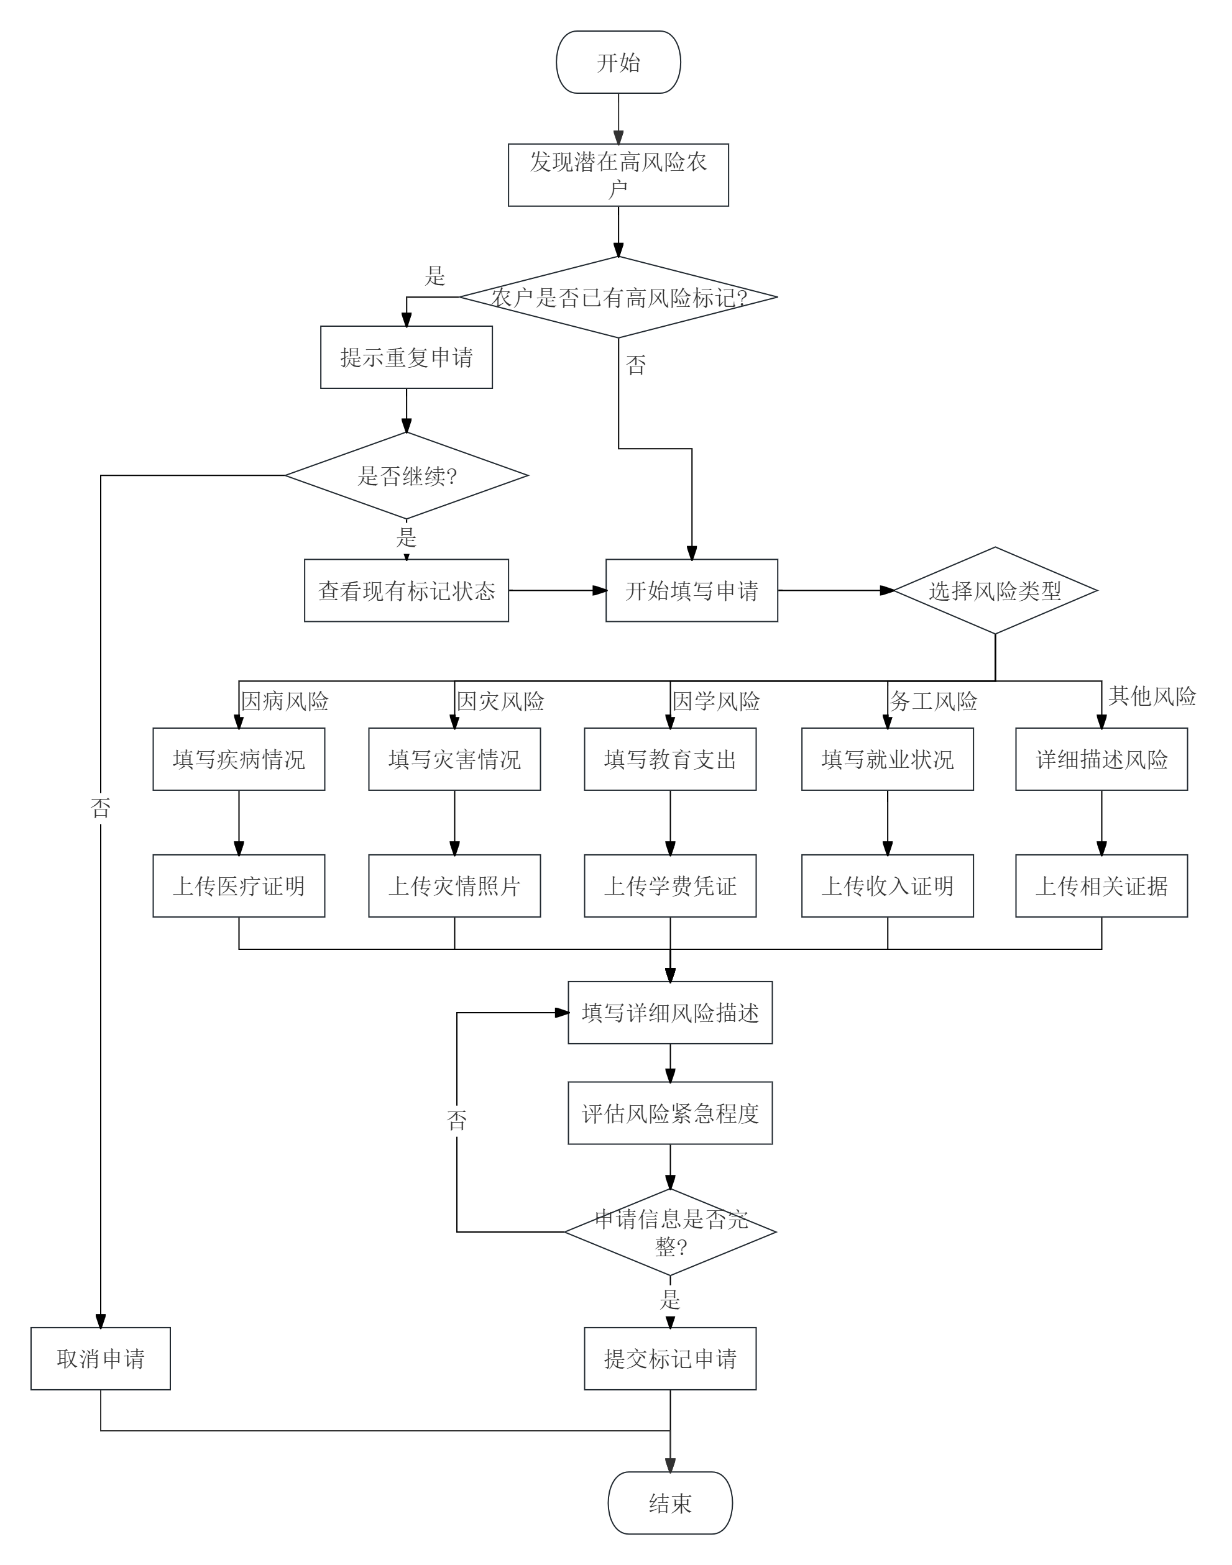 开始
发现潜在高风险农
户
是
农户是否已有高风险标记?
提示重复申请
否
是否继续?
是
查看现有标记状态
开始填写申请
选择风险类型
因病风险
因灾风险
因学风险
务工风险
其他风险
填写疾病情况
填写灾害情况
填写教育支出
填写就业状况
详细描述风险
否
上传医疗证明
上传灾情照片
上传学费凭证
上传收入证明
上传相关证据
填写详细风险描述
评估风险紧急程度
否
申请信息是否完
整?
是
取消申请
提交标记申请
结束